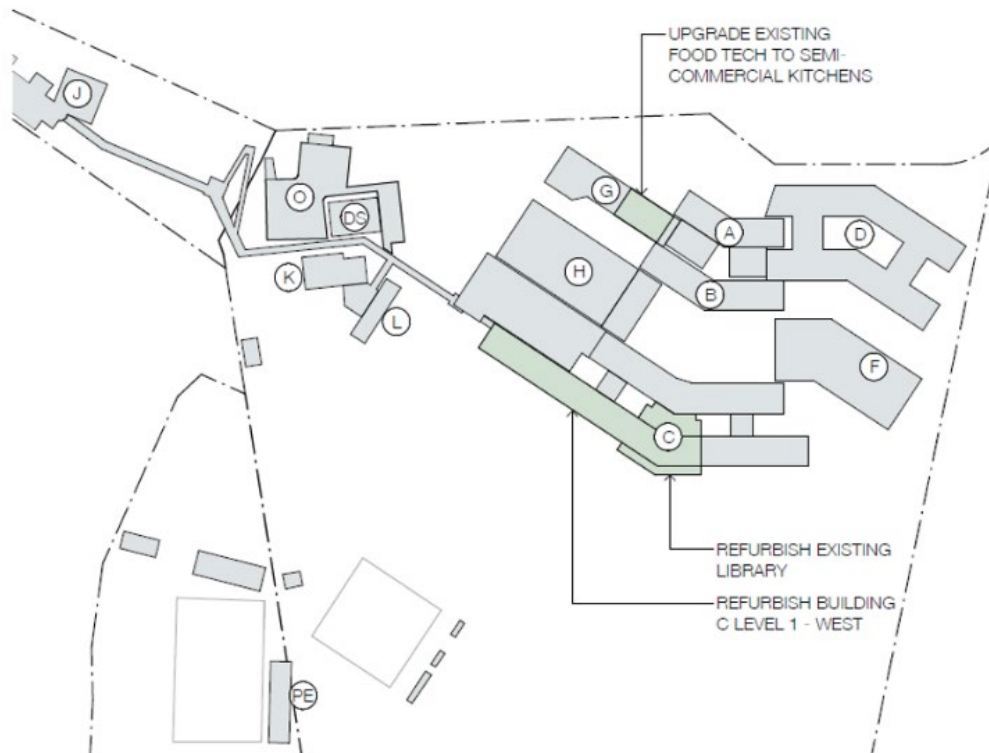 UPGRADE EXISTING
FOOD TECH TO SEMI-
COMMERCIAL KITCHENS
J
O
DS
G
A
D
H
K
B
L
F
C
REFURBISH EXISTING
LIBRARY
REFURBISH BUILDING
C LEVEL 1 - WEST
PE